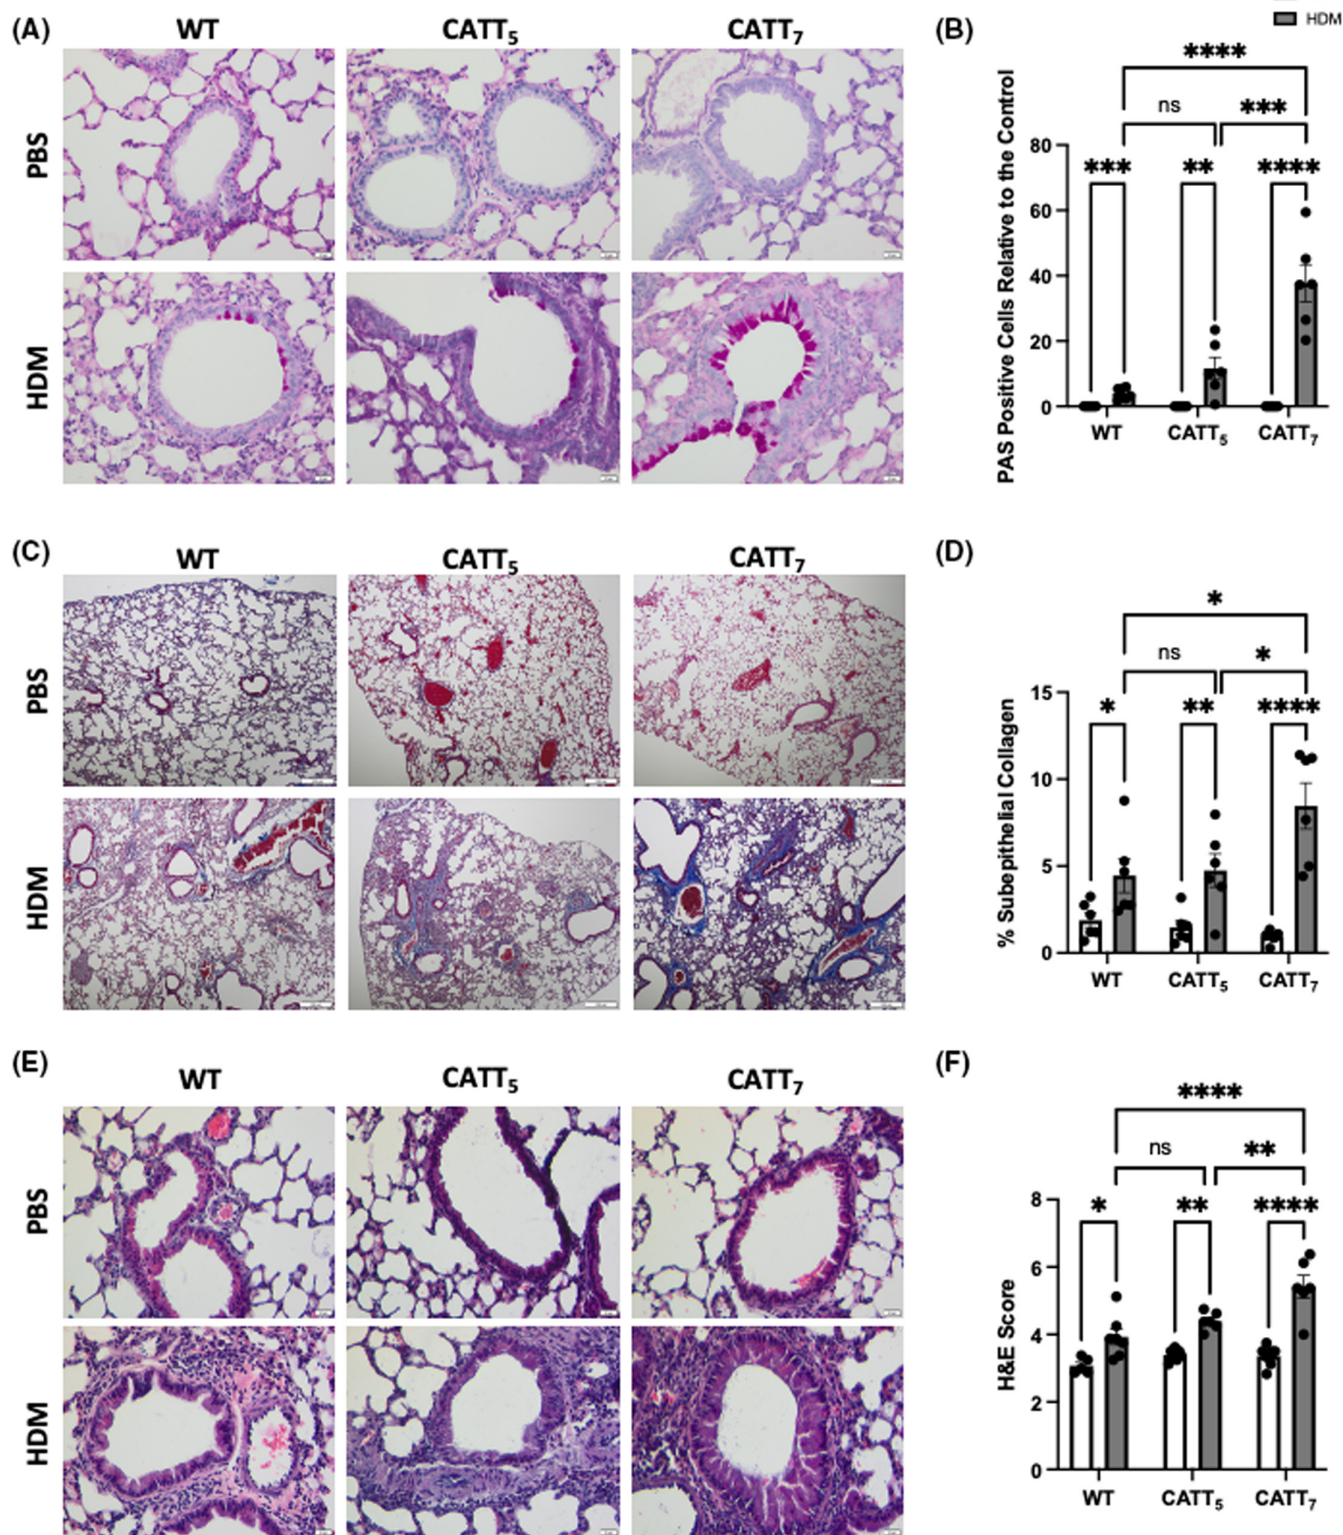 HDM
(A) WT CATT5 CATT7
PBS
HDM
(B)
PAS Positive Cells Relative to the Control
****
ns ***
*** ** ****
80
60
40
20
0
WT CATT5 CATT7
(C) WT CATT5 CATT7
PBS
HDM
(D)
% Subepithelial Collagen
*
ns *
* ** ****
15
10
5
0
WT CATT5 CATT7
(E) WT CATT5 CATT7
PBS
HDM
(F)
H&E Score
****
ns **
* ** ****
8
6
4
2
0
WT CATT5 CATT7